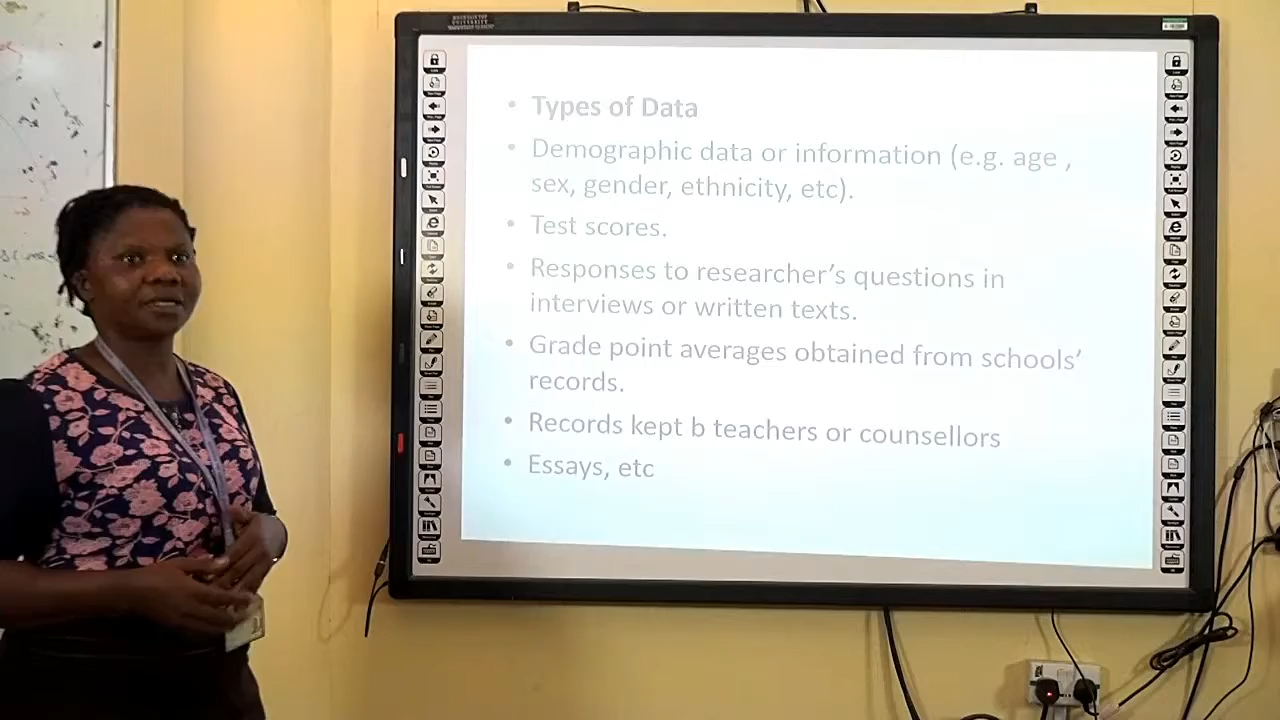 • Types of Data
• Demographic data or information (e.g. age ,
sex, gender, ethnicity, etc).
• Test scores.
• Responses to researcher’s questions in
interviews or written texts.
• Grade point averages obtained from schools’
records.
• Records kept b teachers or counsellors
• Essays, etc